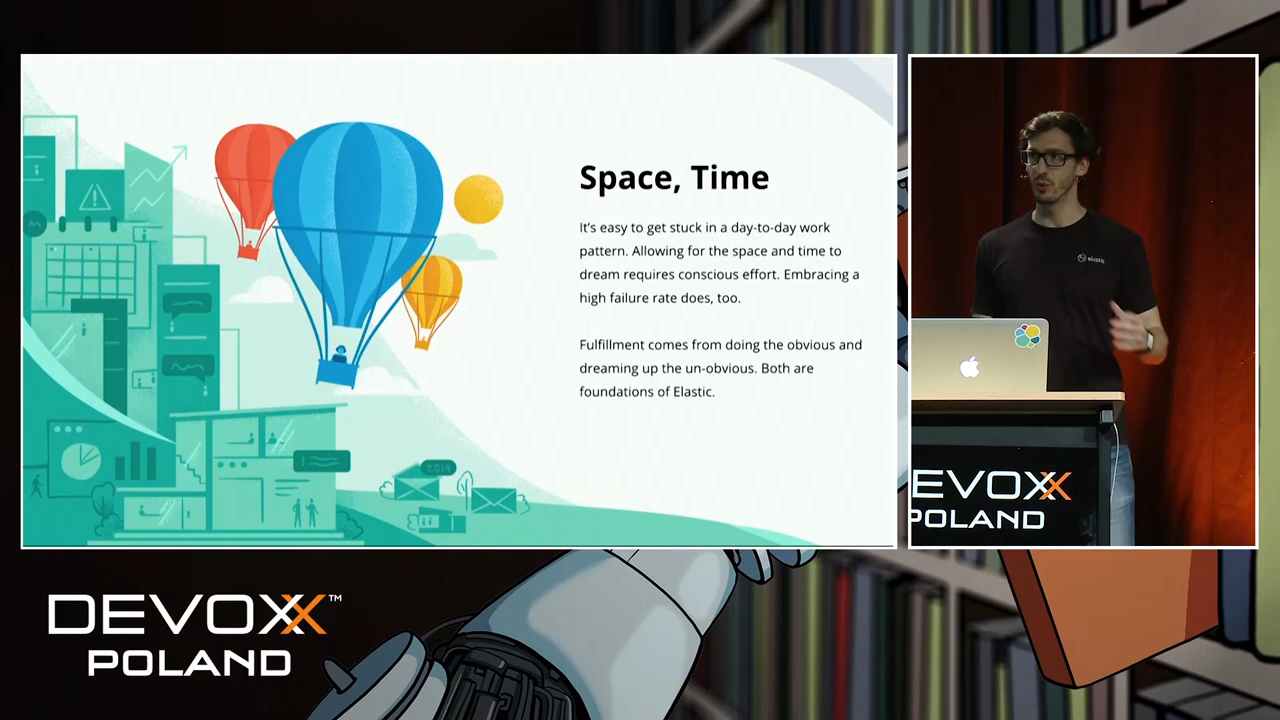 Space, Time
It's easy to get stuck in a day-to-day work
pattern. Allowing for the space and time to
dream requires conscious effort. Embracing a
high failure rate does, too.
Fulfillment comes from doing the obvious and
dreaming up the un-obvious. Both are
foundations of Elastic.
elastic
EVOXX
POLAND
DEVOXX™
POLAND